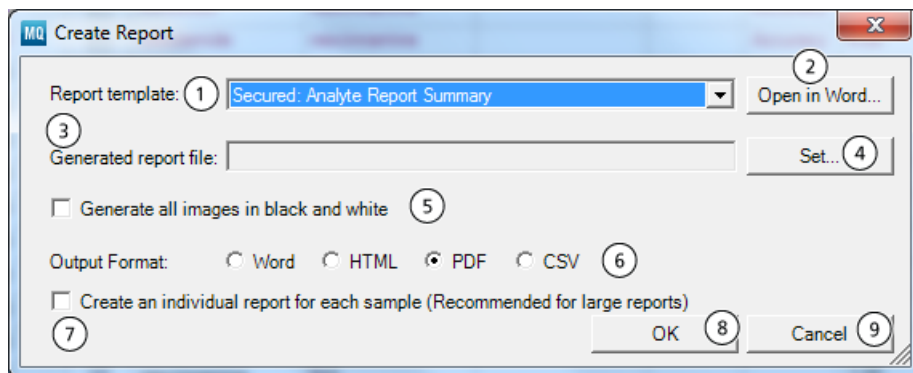 MQ Create Report X
2
Report template: 1 Secured: Analyte Report Summary Open in Word...
3
Generated report file: Set... 4
Generate all images in black and white 5
Output Format: Word HTML PDF CSV 6
Create an individual report for each sample (Recommended for large reports)
7 OK 8 Cancel 9